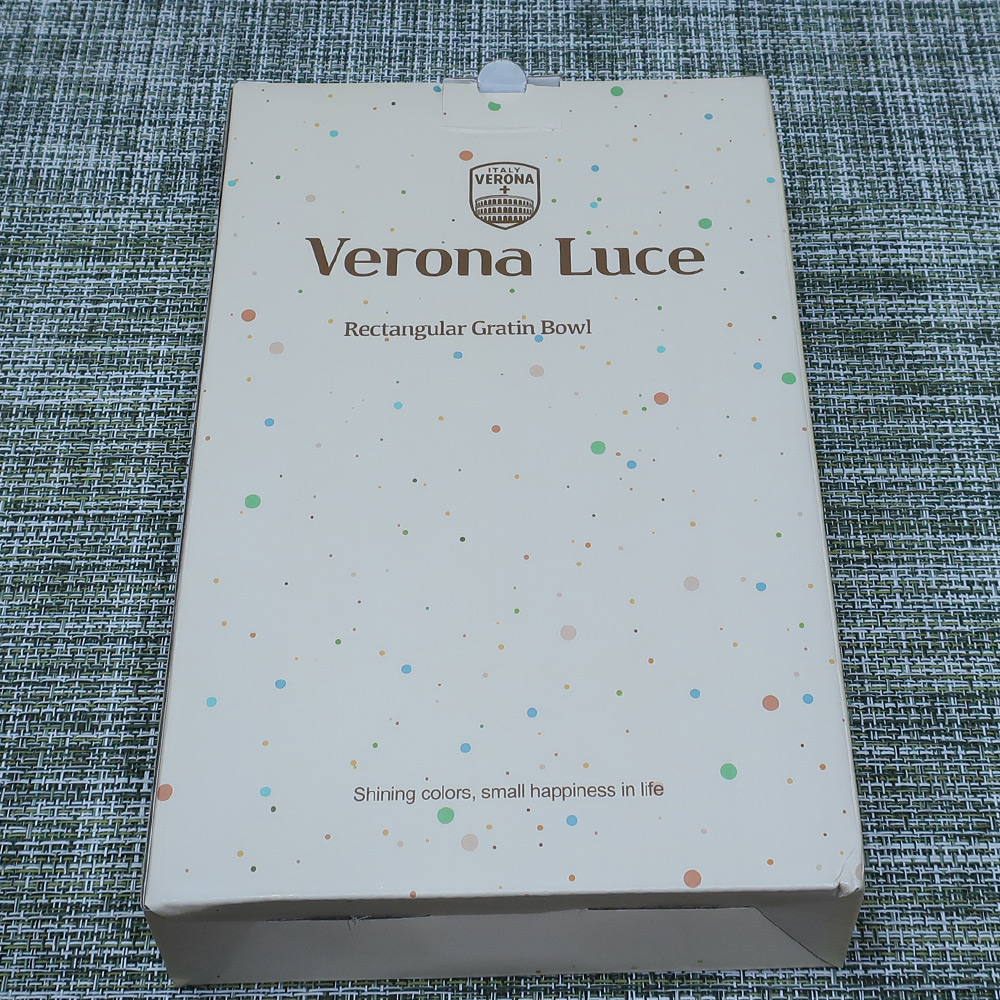 ITALY
VERONA
Verona Luce
Rectangular Gratin Bowl
Shining colors, small happiness in life